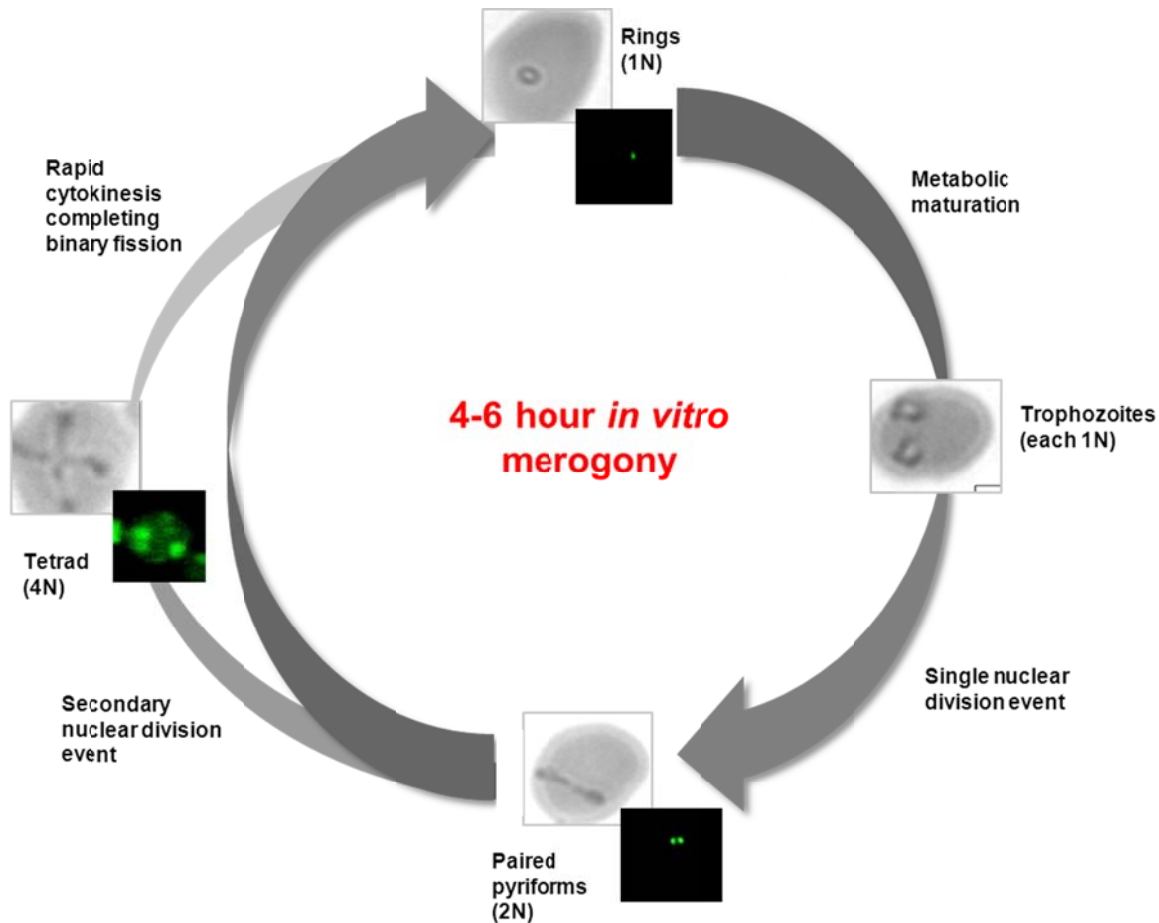 Rings
(1N)
Metabolic
maturation
Trophozoites
(each 1N)
Single nuclear
division event
Paired
pyriforms
(2N)
Secondary
nuclear division
event
Tetrad
(4N)
Rapid
cytokinesis
completing
binary fission
4-6 hour in vitro
merogony